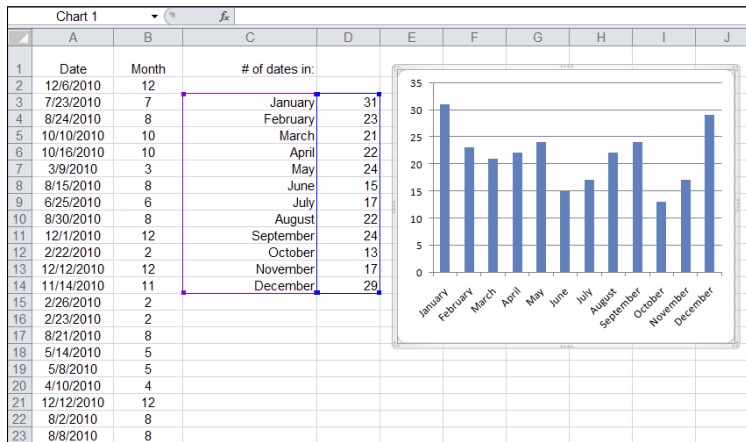 Chart 1 fx
A B C D E F G H I J
1 Date Month # of dates in:
2 12/6/2010 12
3 7/23/2010 7 January 31
4 8/24/2010 8 February 23
5 10/10/2010 10 March 21
6 10/16/2010 10 April 22
7 3/9/2010 3 May 24
8 8/15/2010 8 June 15
9 6/25/2010 6 July 17
10 8/30/2010 8 August 22
11 12/1/2010 12 September 24
12 2/22/2010 2 October 13
13 12/12/2010 12 November 17
14 11/14/2010 11 December 29
15 2/26/2010 2
16 2/23/2010 2
17 8/21/2010 8
18 5/14/2010 5
19 5/8/2010 5
20 4/10/2010 4
21 12/12/2010 12
22 8/2/2010 8
23 8/8/2010 8
35
30
25
20
15
10
5
0
January February March April May June July August September October November December